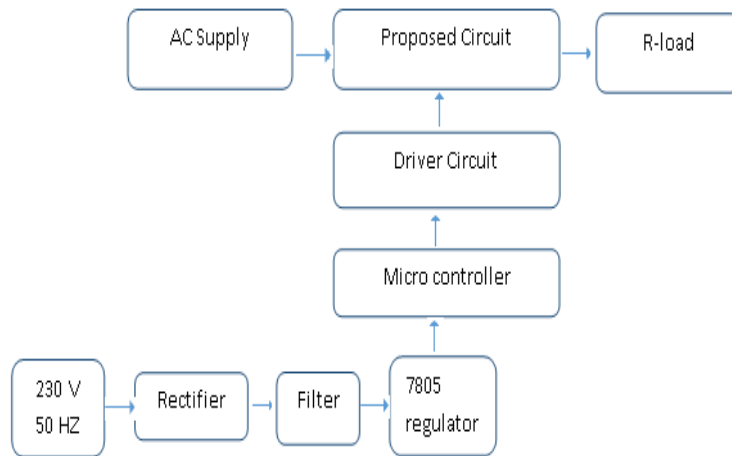 AC Supply
Proposed Circuit
R-load
Driver Circuit
Micro controller
230 V
50 HZ
Rectifier
Filter
7805
regulator